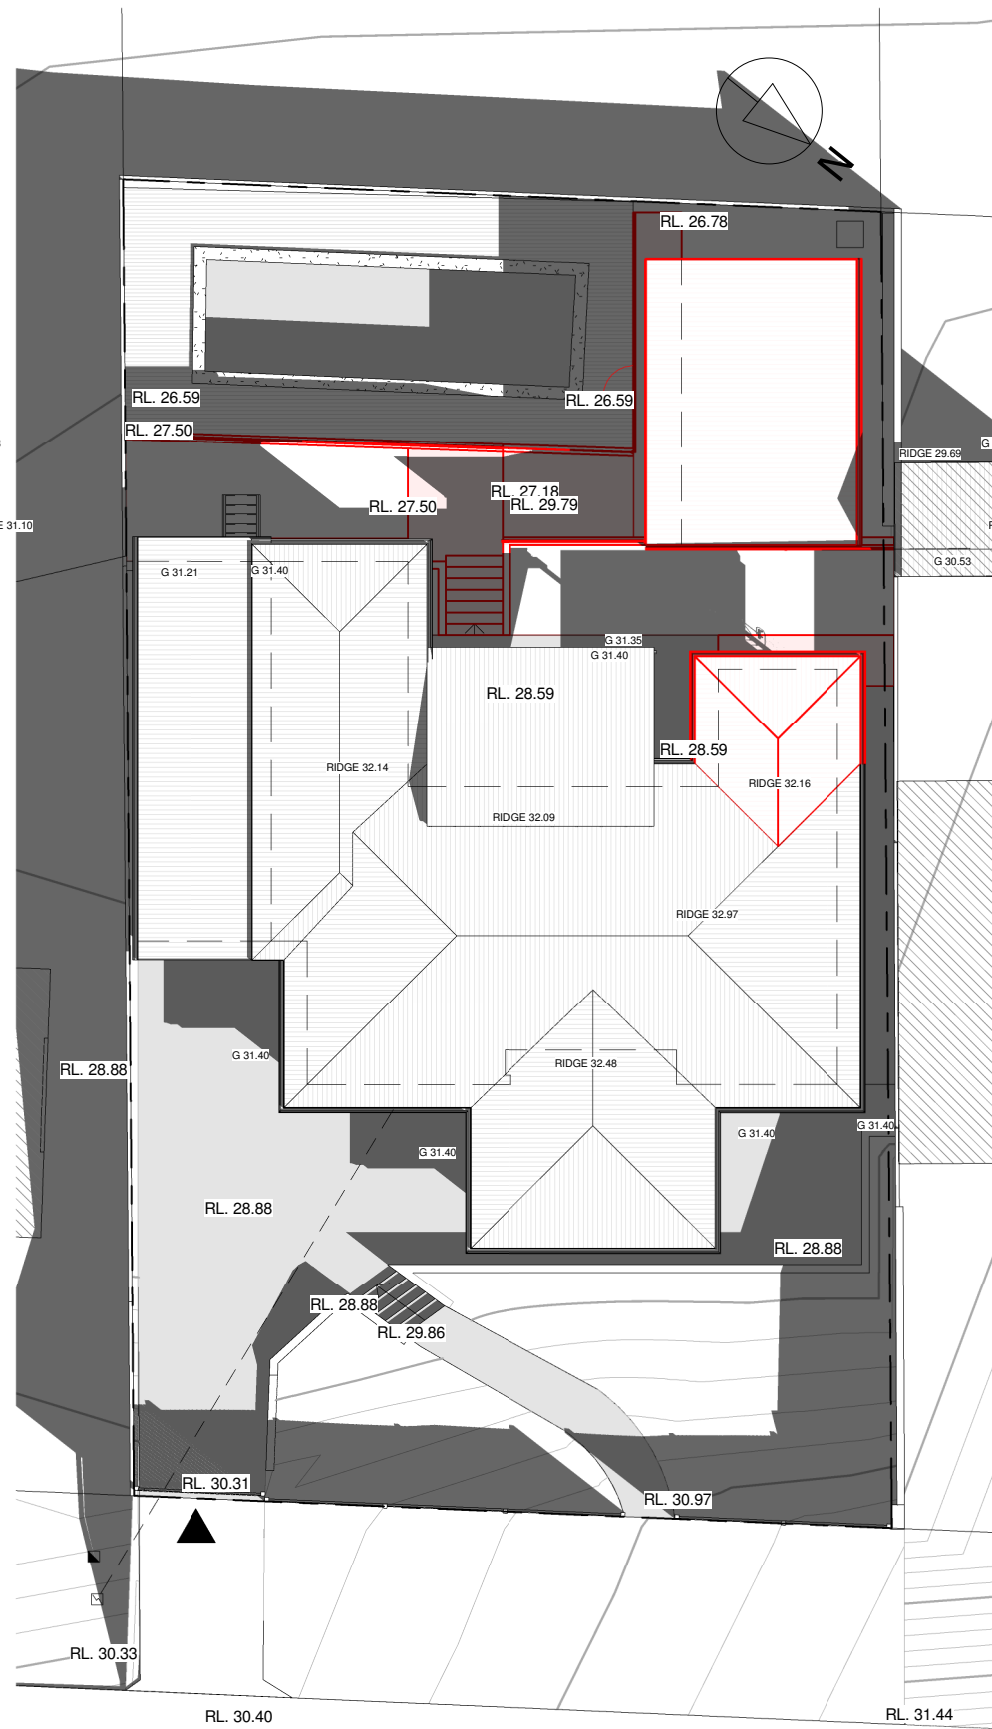 N
RL. 26.78
RL. 26.59
RL. 26.59
RL. 27.50
G
RIDGE 29.69
RL. 27.18
RL. 27.50
RL. 29.79
E 31.10
G 31.21
G 31.40
G 30.53
G 31.35
G 31.40
RL. 28.59
RL. 28.59
RIDGE 32.14
RIDGE 32.16
RIDGE 32.09
RIDGE 32.97
G 31.40
RIDGE 32.48
RL. 28.88
G 31.40
G 31.40
G 31.40
RL. 28.88
RL. 28.88
RL. 28.88
RL. 29.86
RL. 30.31
RL. 30.97
RL. 30.33
RL. 30.40
RL. 31.44